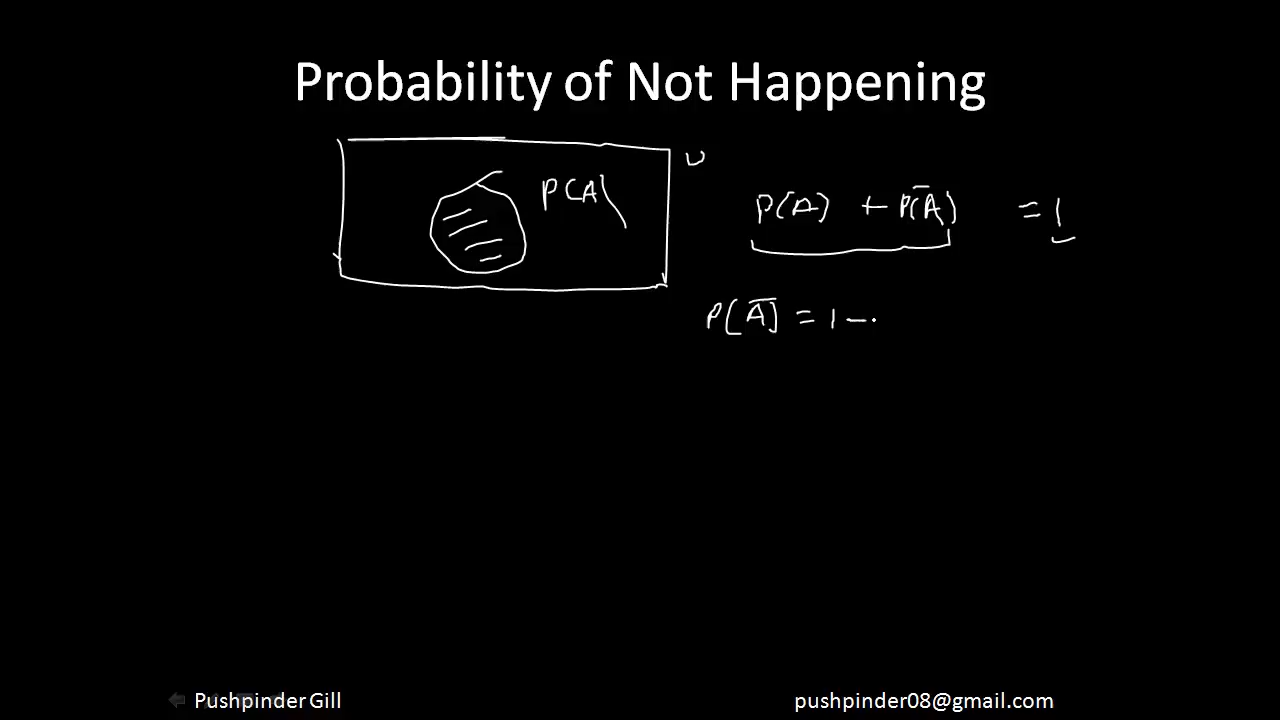 Probability of Not Happening
U
P(A)
P(A) + P(Ā) = 1
P(Ā) = 1 -
Pushpinder Gill
pushpinder08@gmail.com